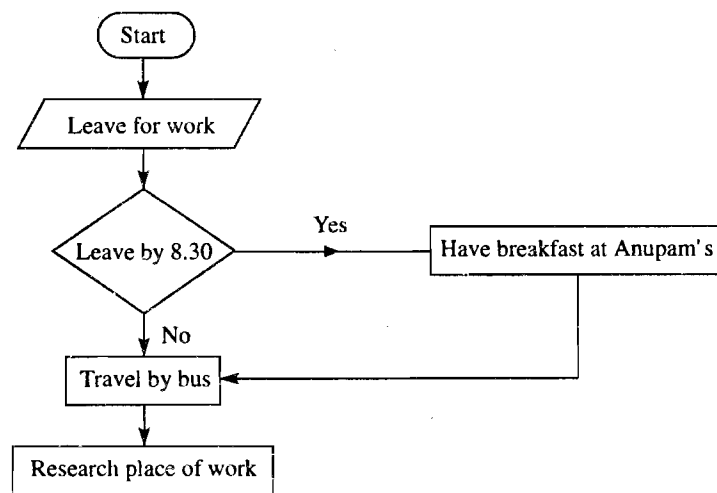 Start
Leave for work
Leave by 8.30
Yes
Have breakfast at Anupam's
No
Travel by bus
Research place of work